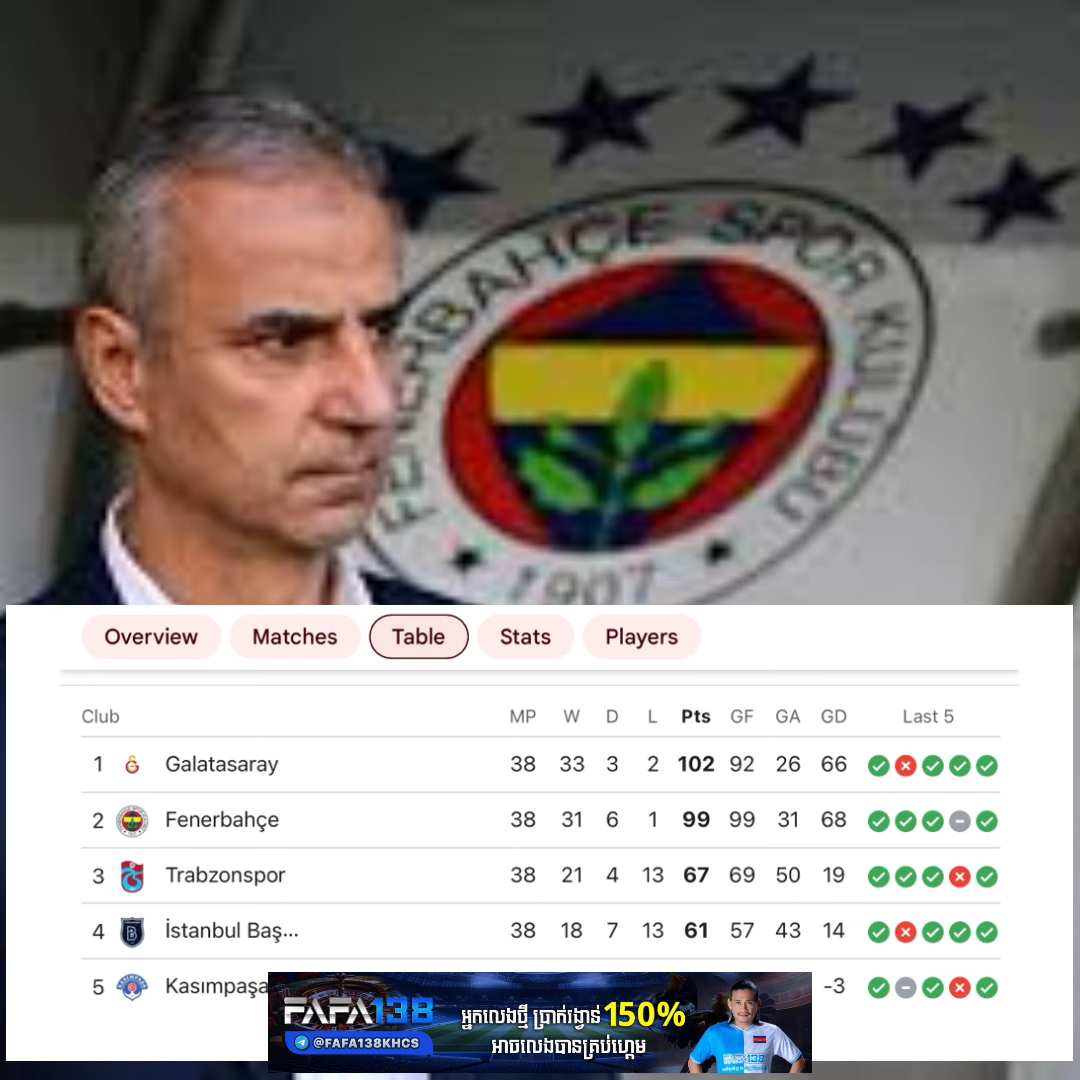 FENERBAHÇE SPOR KULÜBÜ
1907
Overview Matches Table Stats Players
Club MP W D L Pts GF GA GD Last 5
1 Galatasaray 38 33 3 2 102 92 26 66
2 Fenerbahçe 38 31 6 1 99 99 31 68
3 Trabzonspor 38 21 4 13 67 69 50 19
4 İstanbul Baş... 38 18 7 13 61 57 43 14
5 Kasımpaşa -3
FAFA138
@FAFA138KHCS
អ្នកលេងថ្មី ប្រាក់រង្វាន់ 150%
អាចលេងបានគ្រប់ហ្គេម